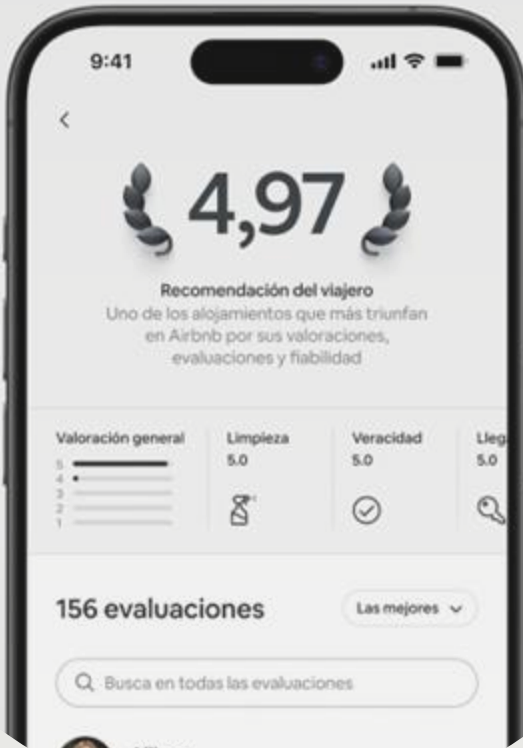 9:41
4,97
Recomendación del viajero
Uno de los alojamientos que más triunfan
en Airbnb por sus valoraciones,
evaluaciones y fiabilidad
Valoración general
5
4
3
2
1
Limpieza
5.0
Veracidad
5.0
Lleg
5.0
156 evaluaciones
Las mejores
Busca en todas las evaluaciones